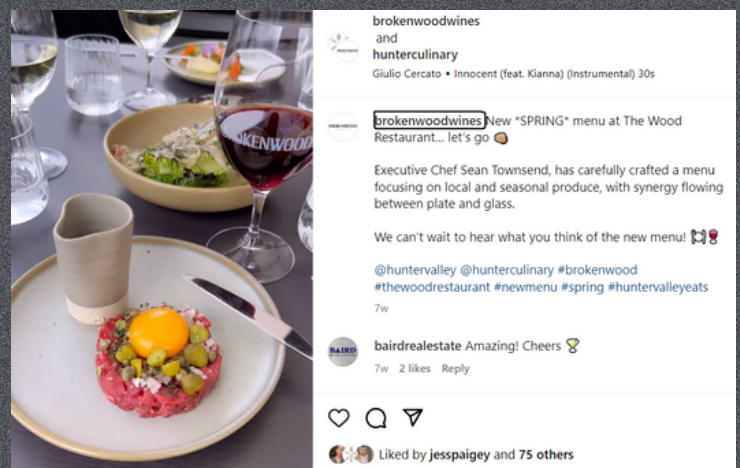 brokenwoodwines
and
hunterculinary
Giulio Cercato • Innocent (feat. Kianna) (Instrumental) 30s
brokenwoodwines New *SPRING* menu at The Wood
Restaurant... let's go 👏🏽
Executive Chef Sean Townsend, has carefully crafted a menu
focusing on local and seasonal produce, with synergy flowing
between plate and glass.
We can't wait to hear what you think of the new menu! 🍽️🍷
@huntervalley @hunterculinary #brokenwood
#thewoodrestaurant #newmenu #spring #huntervalleyeats
7w
BAIRD
bairdrealestate Amazing! Cheers 🍸
7w 2 likes Reply
Liked by jesspaigey and 75 others
OKENWOOD